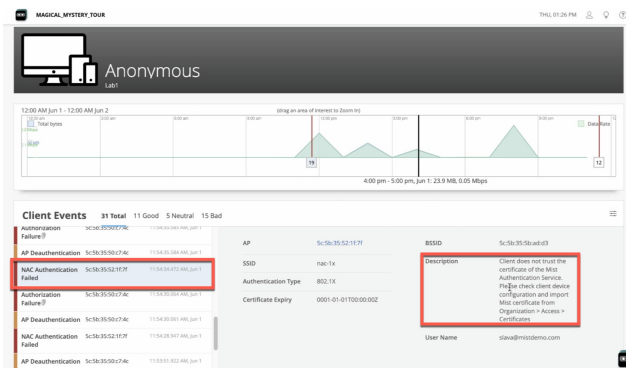 MAGICAL_MYSTERY_TOUR
THU, 01:26 PM
Anonymous
Lab1
12:00 AM Jun 1 - 12:00 AM Jun 2
(drag an area of interest to Zoom In)
Total bytes
Data Rate
19
12
4:00 pm - 5:00 pm, Jun 1: 23.9 MB, 0.05 Mbps
Client Events 31 Total 11 Good 5 Neutral 15 Bad
Authorization Failure 5c:5b:35:50:c7:4c
AP Deauthentication 5c:5b:35:50:c7:4c 11:54:35.584 AM, Jun 1
NAC Authentication Failed 5c:5b:35:52:1f:7f 11:54:34.472 AM, Jun 1
Authorization Failure 5c:5b:35:50:c7:4c 11:54:30.064 AM, Jun 1
AP Deauthentication 5c:5b:35:50:c7:4c 11:54:30.061 AM, Jun 1
NAC Authentication Failed 5c:5b:35:52:1f:7f 11:54:28.947 AM, Jun 1
AP Deauthentication 5c:5b:35:50:c7:4c 11:53:51.922 AM, Jun 1
AP 5c:5b:35:52:1f:7f
SSID nac-1x
Authentication Type 802.1X
Certificate Expiry 0001-01-01T00:00:00Z
BSSID 5c:5b:35:5b:ad:d3
Description Client does not trust the
certificate of the Mist
Authentication Service.
Please check client device
configuration and import
Mist certificate from
Organization > Access >
Certificates
User Name slava@mistdemo.com